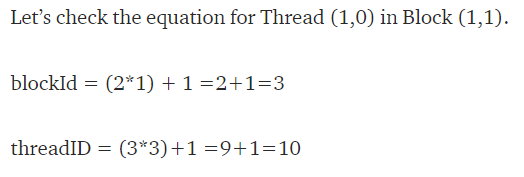 Let’s check the equation for Thread (1,0) in Block (1,1).
blockId = (2*1) + 1 =2+1=3
threadID = (3*3)+1 =9+1=10